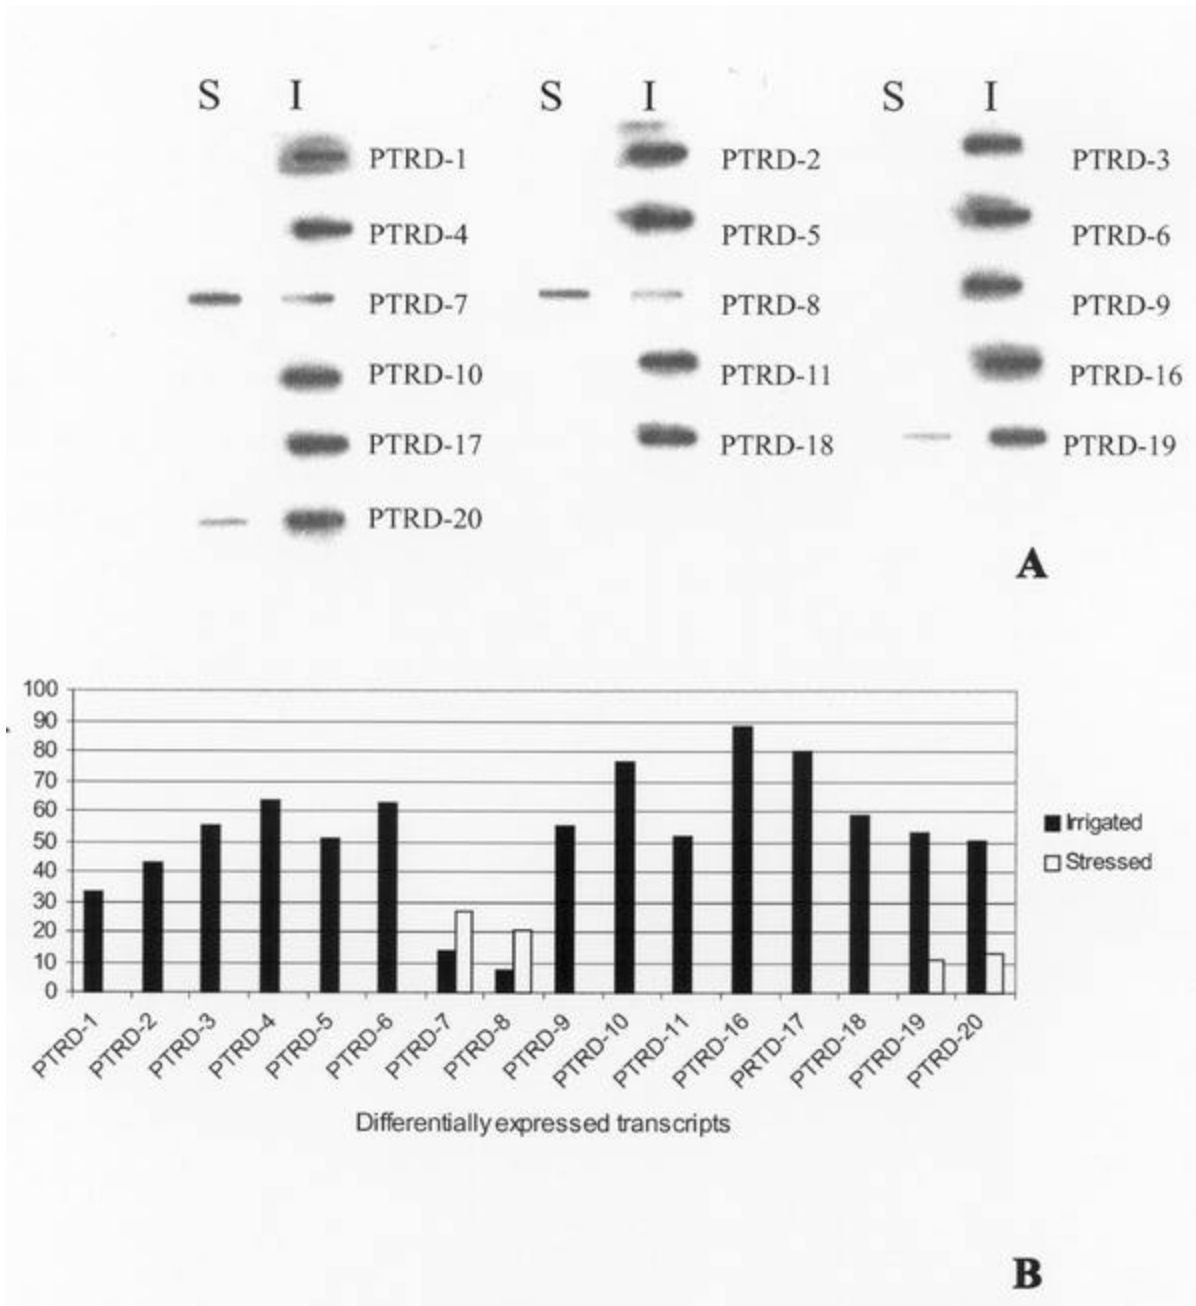 S I S I S I
PTRD-1 PTRD-2 PTRD-3
PTRD-4 PTRD-5 PTRD-6
PTRD-7 PTRD-8 PTRD-9
PTRD-10 PTRD-11 PTRD-16
PTRD-17 PTRD-18 PTRD-19
PTRD-20
A
100
90
80
70
60
50
40
30
20
10
0
Irrigated
Stressed
PTRD-1 PTRD-2 PTRD-3 PTRD-4 PTRD-5 PTRD-6 PTRD-7 PTRD-8 PTRD-9 PTRD-10 PTRD-11 PTRD-16 PRTD-17 PTRD-18 PTRD-19 PTRD-20
Differentially expressed transcripts
B